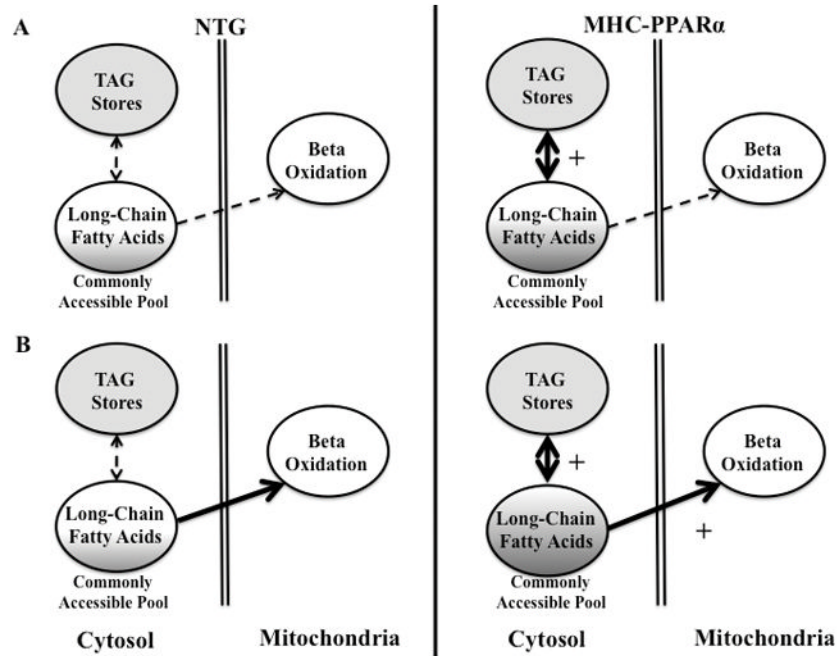 A
NTG
TAG
Stores
Beta
Oxidation
Long-Chain
Fatty Acids
Commonly
Accessible Pool
MHC-PPARα
TAG
Stores
+
Beta
Oxidation
Long-Chain
Fatty Acids
Commonly
Accessible Pool
B
TAG
Stores
Beta
Oxidation
Long-Chain
Fatty Acids
Commonly
Accessible Pool
Cytosol
Mitochondria
TAG
Stores
+
Beta
Oxidation
Long-Chain
Fatty Acids
+
Commonly
Accessible Pool
Cytosol
Mitochondria